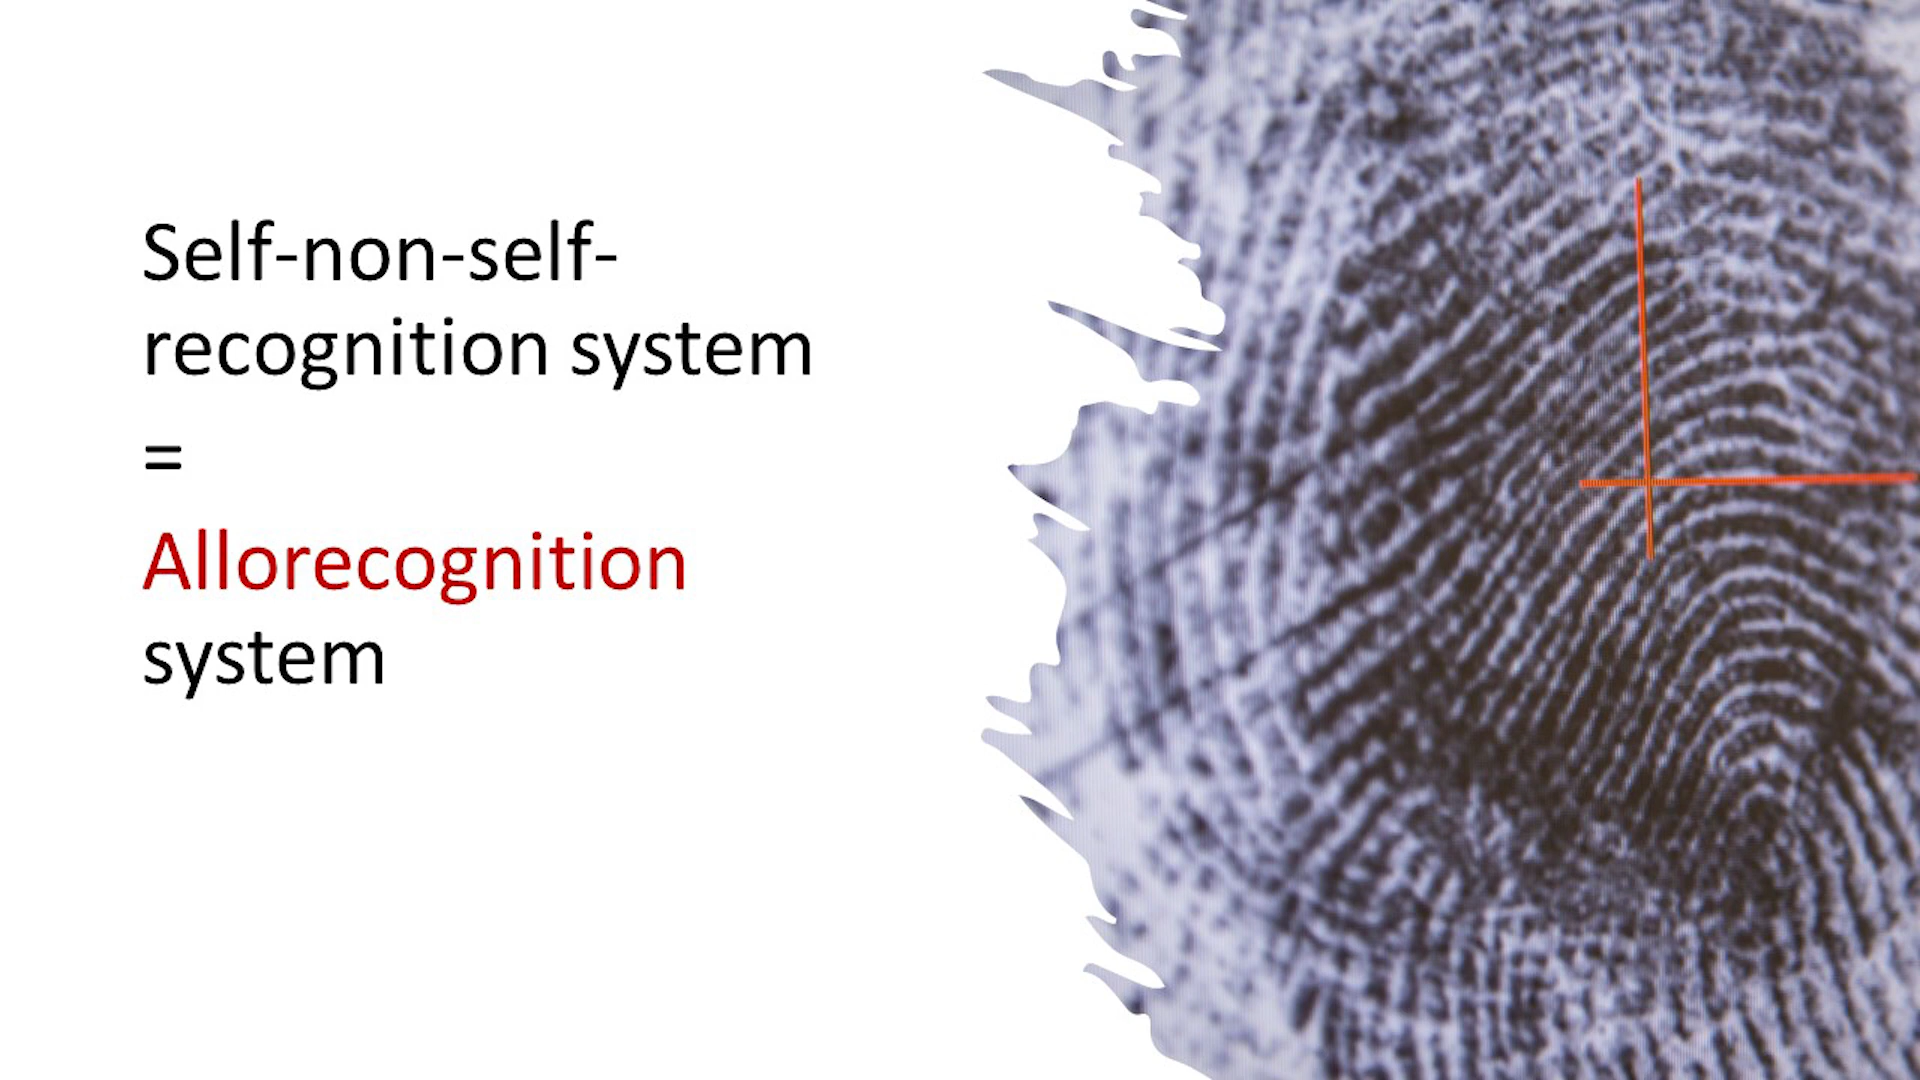 Self-non-self-
recognition system
=
Allorecognition
system